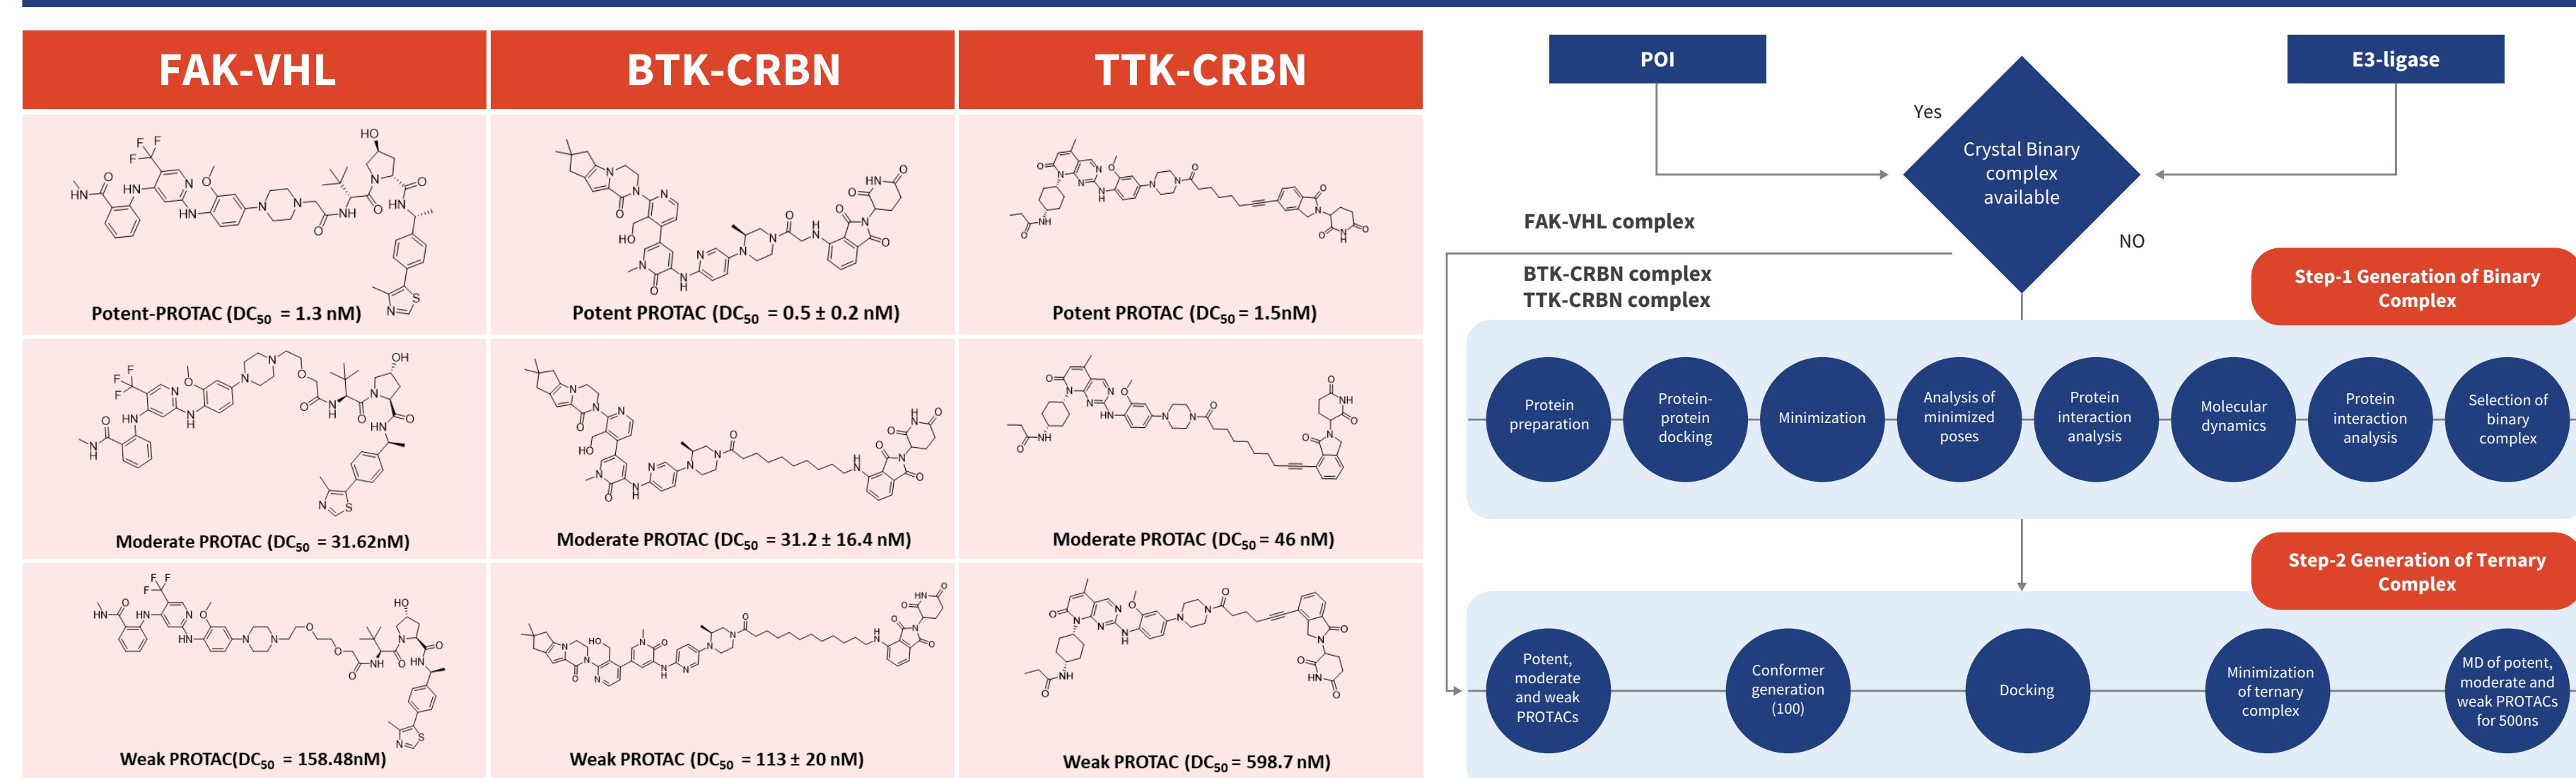 FAK-VHL
BTK-CRBN
TTK-CRBN
Potent-PROTAC (DC50 = 1.3 nM)
Potent PROTAC (DC50 = 0.5 ± 0.2 nM)
Potent PROTAC (DC50 = 1.5nM)
Moderate PROTAC (DC50 = 31.62nM)
Moderate PROTAC (DC50 = 31.2 ± 16.4 nM)
Moderate PROTAC (DC50 = 46 nM)
Weak PROTAC(DC50 = 158.48nM)
Weak PROTAC (DC50 = 113 ± 20 nM)
Weak PROTAC (DC50 = 598.7 nM)
POI
E3-ligase
Yes
Crystal Binary
complex
available
NO
FAK-VHL complex
BTK-CRBN complex
TTK-CRBN complex
Step-1 Generation of Binary
Complex
Protein
preparation
Protein-
protein
docking
Minimization
Analysis of
minimized
poses
Protein
interaction
analysis
Molecular
dynamics
Protein
interaction
analysis
Selection of
binary
complex
Step-2 Generation of Ternary
Complex
Potent,
moderate
and weak
PROTACs
Conformer
generation
(100)
Docking
Minimization
of ternary
complex
MD of potent,
moderate and
weak PROTACs
for 500ns